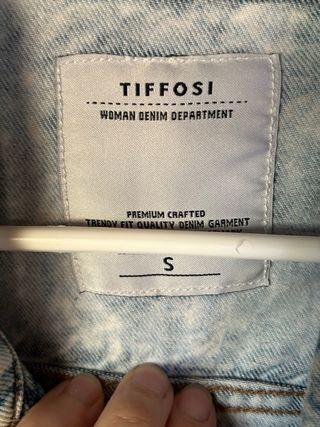 TIFFOSI
WOMAN DENIM DEPARTMENT
PREMIUM CRAFTED
TRENDY FIT QUALITY DENIM GARMENT
S